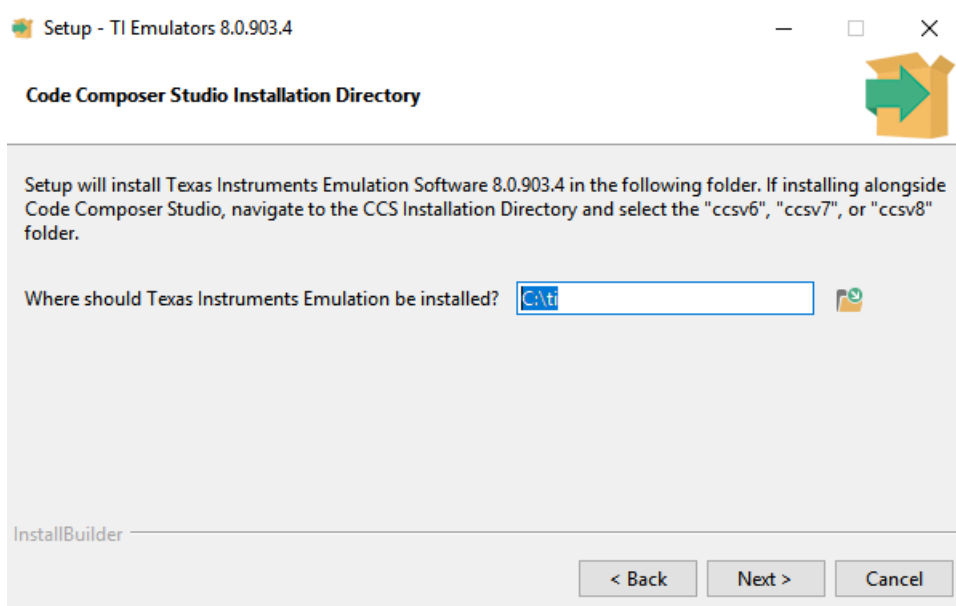 Setup - TI Emulators 8.0.903.4
Code Composer Studio Installation Directory
Setup will install Texas Instruments Emulation Software 8.0.903.4 in the following folder. If installing alongside
Code Composer Studio, navigate to the CCS Installation Directory and select the "ccsv6", "ccsv7", or "ccsv8"
folder.
Where should Texas Instruments Emulation be installed? C:\ti
InstallBuilder
< Back Next > Cancel